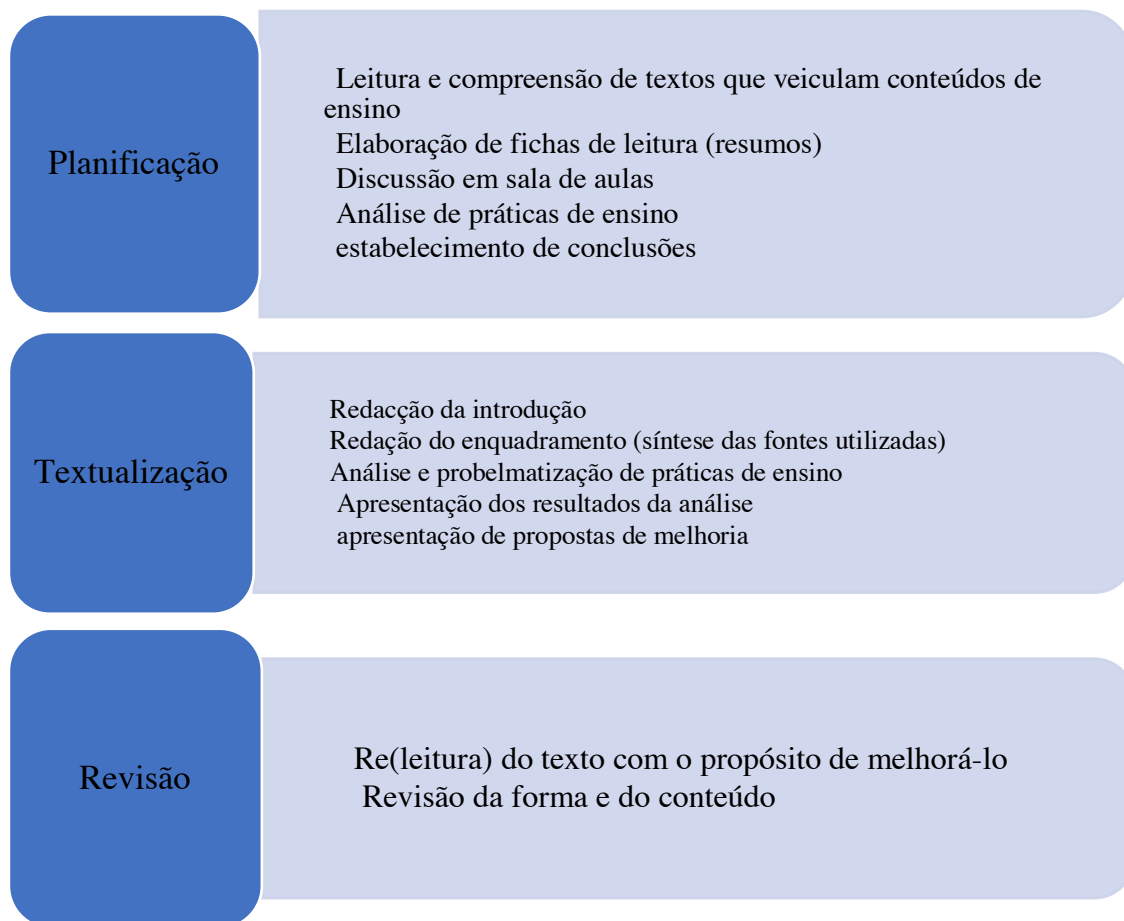 Planificação
Leitura e compreensão de textos que veiculam conteúdos de
ensino
Elaboração de fichas de leitura (resumos)
Discussão em sala de aulas
Análise de práticas de ensino
estabelecimento de conclusões
Textualização
Redacção da introdução
Redação do enquadramento (síntese das fontes utilizadas)
Análise e probelmatização de práticas de ensino
Apresentação dos resultados da análise
apresentação de propostas de melhoria
Revisão
Re(leitura) do texto com o propósito de melhorá-lo
Revisão da forma e do conteúdo